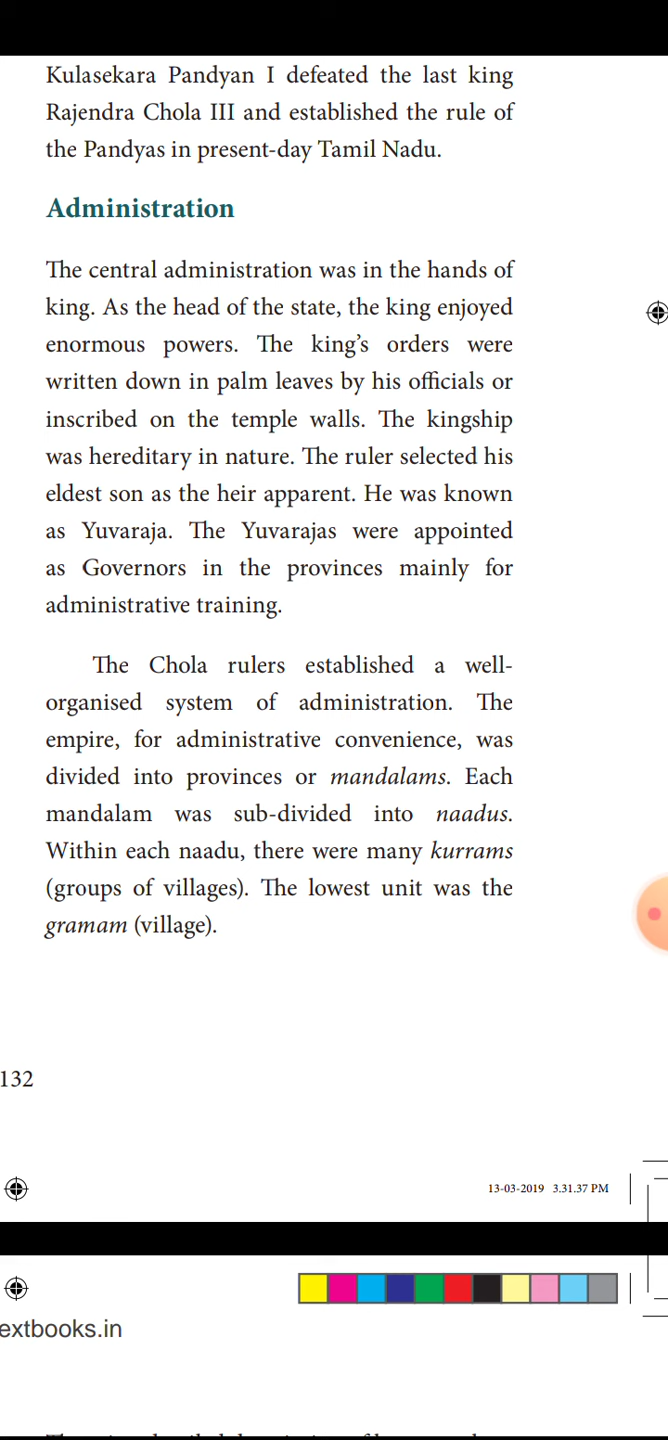 Kulasekara Pandyan I defeated the last king
Rajendra Chola III and established the rule of
the Pandyas in present-day Tamil Nadu.
Administration
The central administration was in the hands of
king. As the head of the state, the king enjoyed
enormous powers. The king’s orders were
written down in palm leaves by his officials or
inscribed on the temple walls. The kingship
was hereditary in nature. The ruler selected his
eldest son as the heir apparent. He was known
as Yuvaraja. The Yuvarajas were appointed
as Governors in the provinces mainly for
administrative training.
The Chola rulers established a well-
organised system of administration. The
empire, for administrative convenience, was
divided into provinces or mandalams. Each
mandalam was sub-divided into naadus.
Within each naadu, there were many kurrams
(groups of villages). The lowest unit was the
gramam (village).
132
13-03-2019 3.31.37 PM
extbooks.in